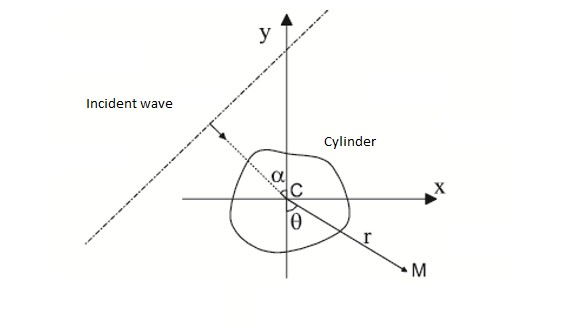 y
Incident wave
Cylinder
α
C
x
θ
r
M